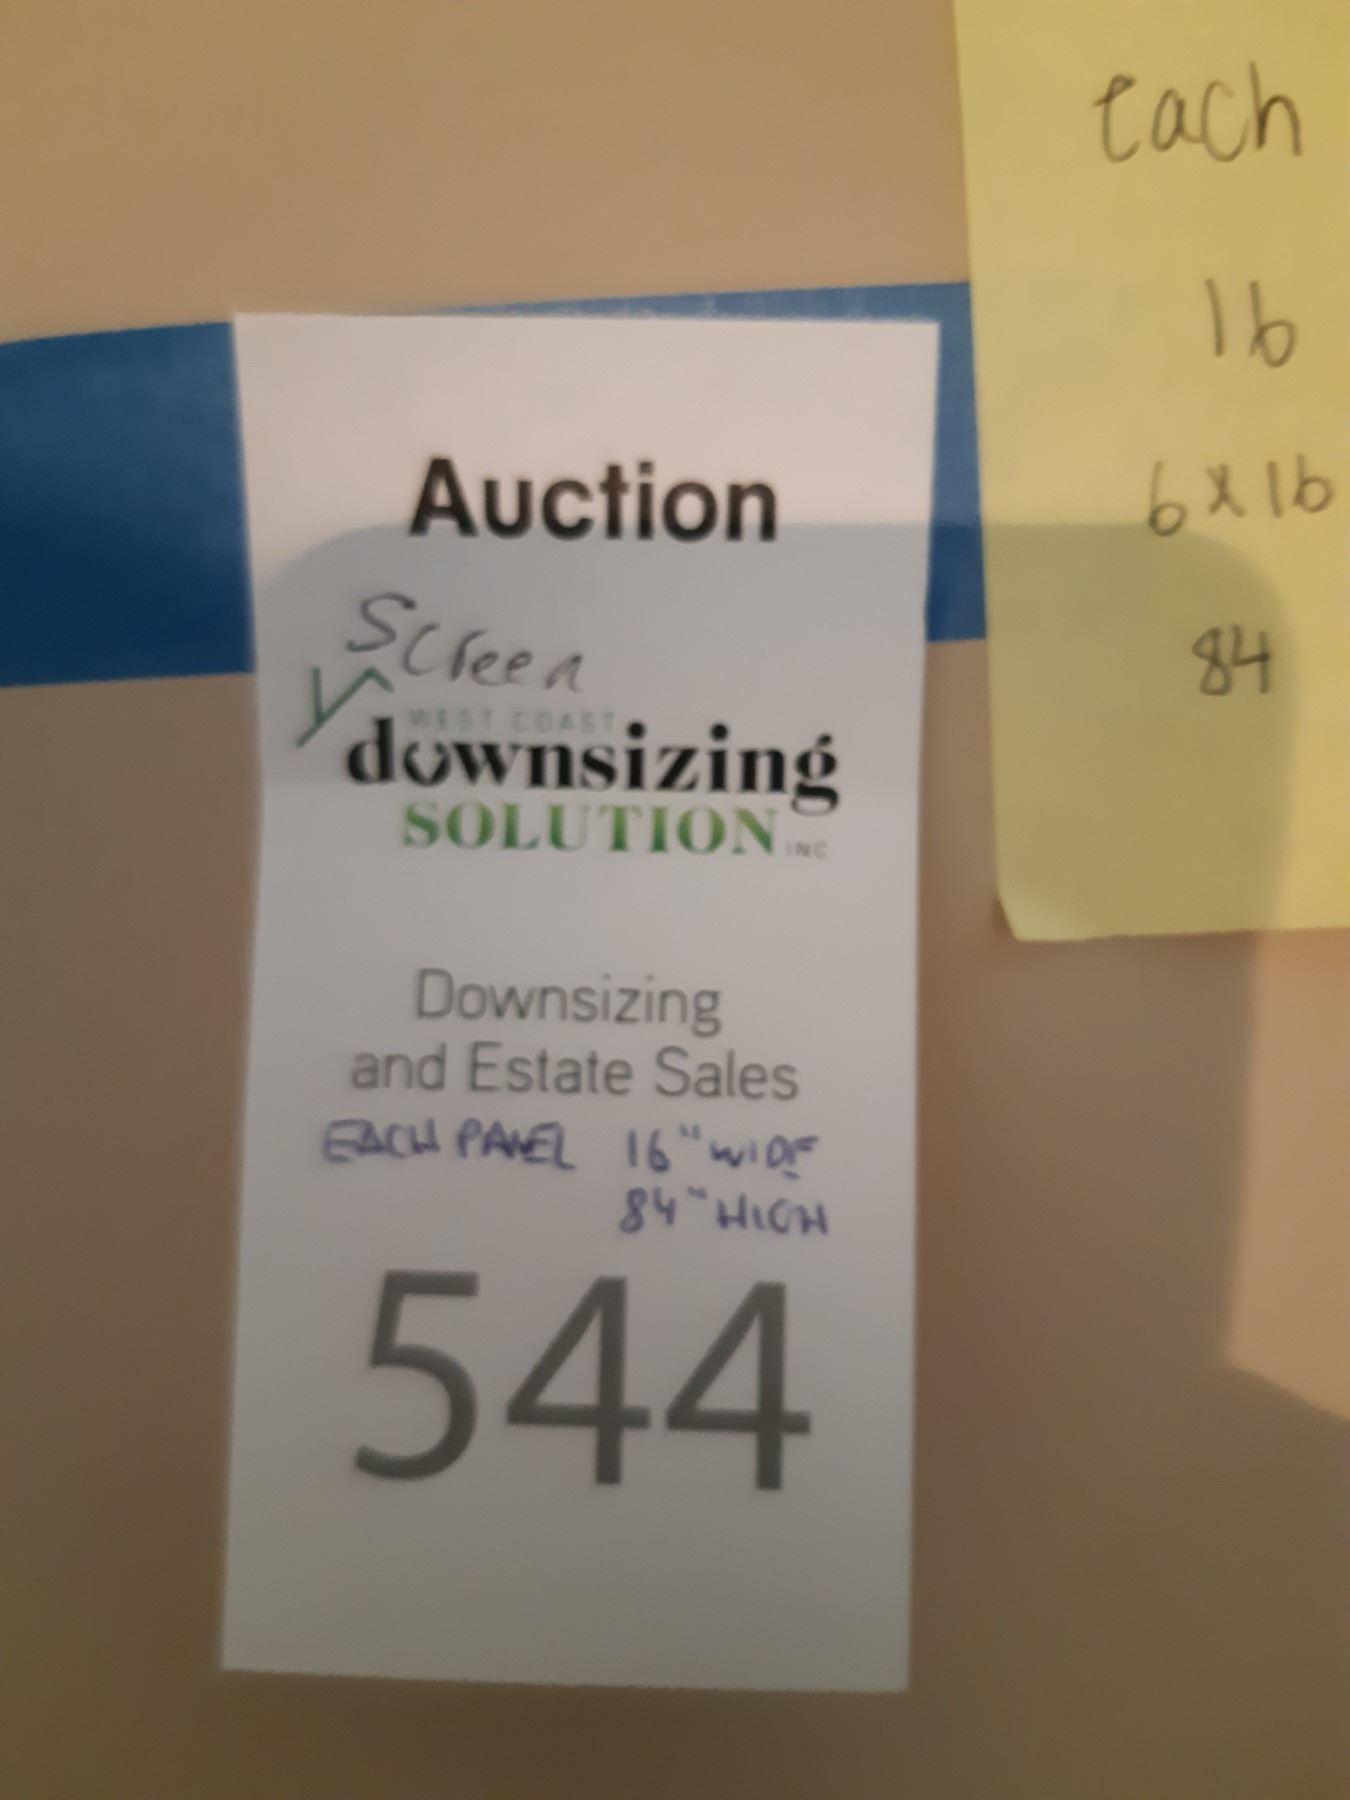 each
16
6x16
84
Auction
Screen
WEST COAST
downsizing
SOLUTION INC
Downsizing
and Estate Sales
EACH PANEL 16" WIDE
84" HIGH
544